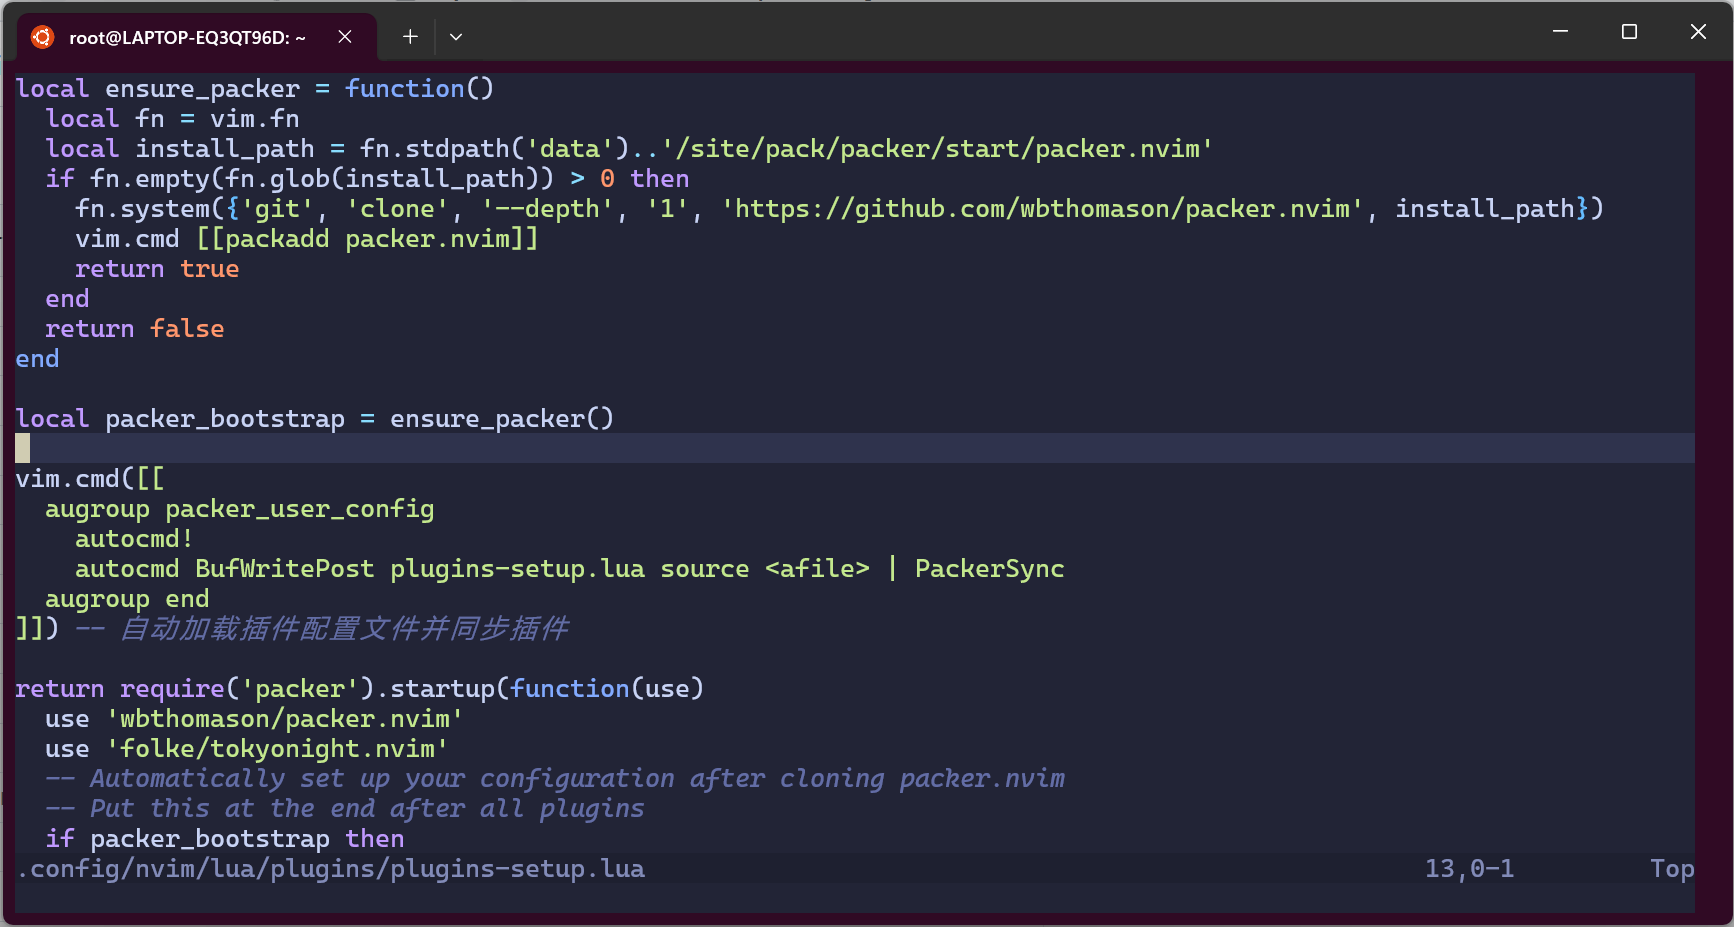 root@LAPTOP-EQ3QT96D: ~
local ensure_packer = function()
  local fn = vim.fn
  local install_path = fn.stdpath('data')..'/site/pack/packer/start/packer.nvim'
  if fn.empty(fn.glob(install_path)) > 0 then
    fn.system({'git', 'clone', '--depth', '1', 'https://github.com/wbthomason/packer.nvim', install_path})
    vim.cmd [[packadd packer.nvim]]
    return true
  end
  return false
end
local packer_bootstrap = ensure_packer()
vim.cmd([[
  augroup packer_user_config
    autocmd!
    autocmd BufWritePost plugins-setup.lua source <afile> | PackerSync
  augroup end
]]) -- 自动加载插件配置文件并同步插件
return require('packer').startup(function(use)
  use 'wbthomason/packer.nvim'
  use 'folke/tokyonight.nvim'
  -- Automatically set up your configuration after cloning packer.nvim
  -- Put this at the end after all plugins
  if packer_bootstrap then
.config/nvim/lua/plugins/plugins-setup.lua 13,0-1 Top